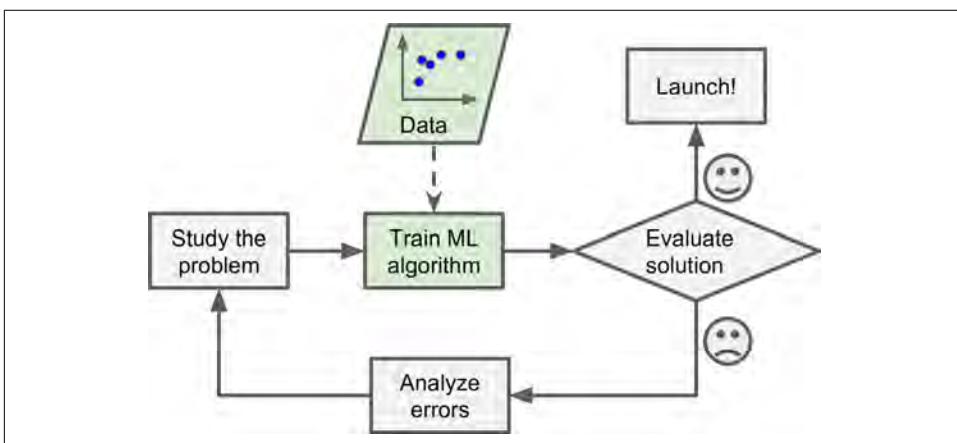 Data
Launch!
Study the
problem
Train ML
algorithm
Evaluate
solution
Analyze
errors